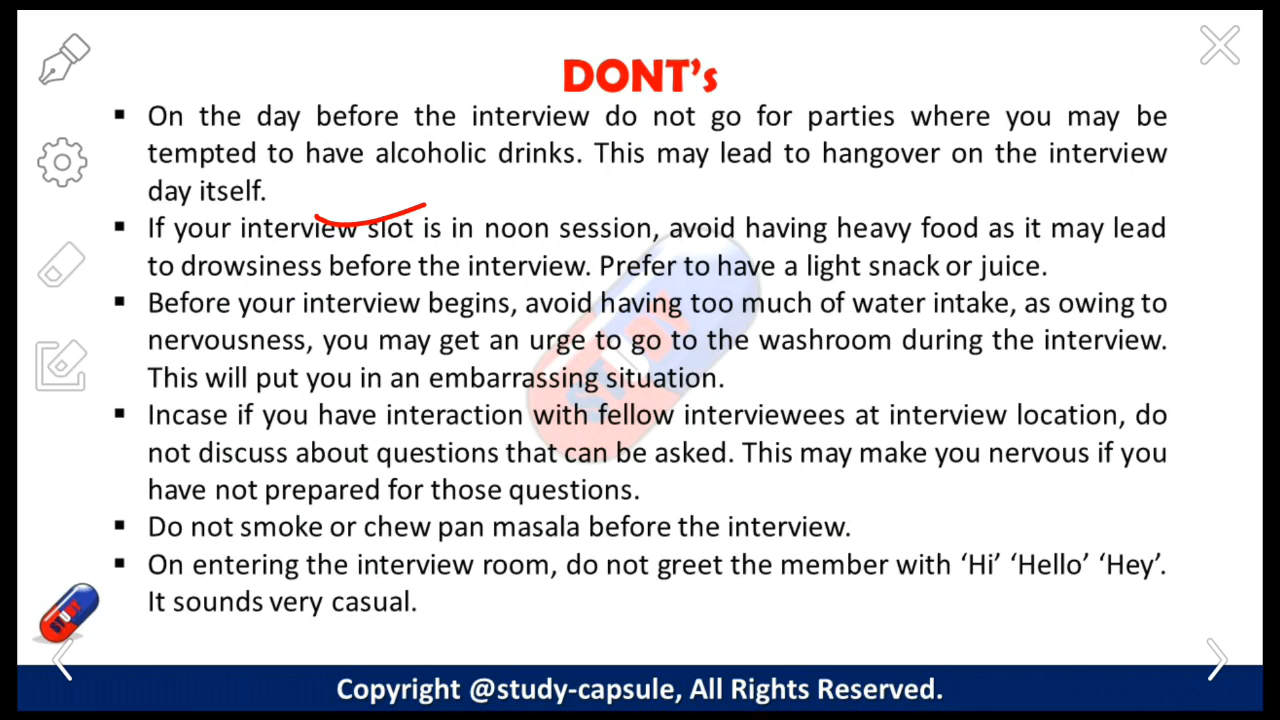 DONT's
▪ On the day before the interview do not go for parties where you may be
tempted to have alcoholic drinks. This may lead to hangover on the interview
day itself.
▪ If your interview slot is in noon session, avoid having heavy food as it may lead
to drowsiness before the interview. Prefer to have a light snack or juice.
▪ Before your interview begins, avoid having too much of water intake, as owing to
nervousness, you may get an urge to go to the washroom during the interview.
This will put you in an embarrassing situation.
▪ Incase if you have interaction with fellow interviewees at interview location, do
not discuss about questions that can be asked. This may make you nervous if you
have not prepared for those questions.
▪ Do not smoke or chew pan masala before the interview.
▪ On entering the interview room, do not greet the member with ‘Hi’ ‘Hello’ ‘Hey’.
It sounds very casual.
STUDY
STUDY
Copyright @study-capsule, All Rights Reserved.